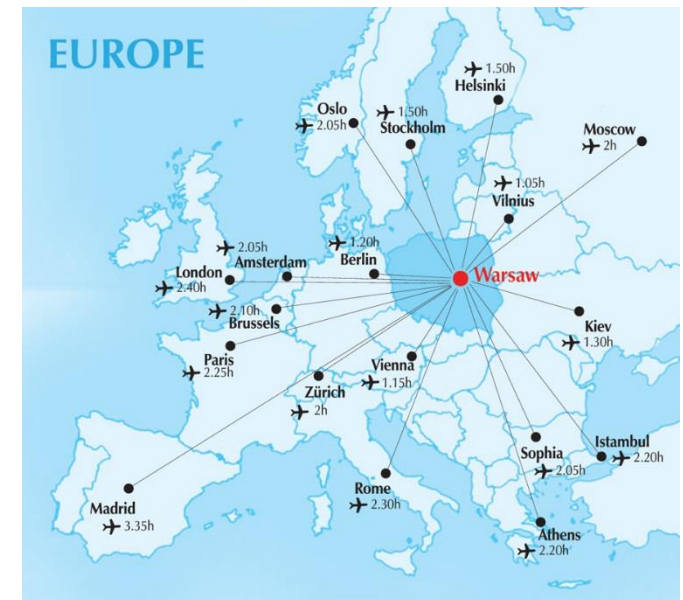 EUROPE
1.50h
Helsinki
Oslo
2.05h
1.50h
Stockholm
Moscow
2h
1.05h
Vilnius
2.05h
Amsterdam
1.20h
Berlin
London
2.40h
Warsaw
2.10h
Brussels
Paris
2.25h
Kiev
1.30h
Vienna
1.15h
Zürich
2h
Sophia
2.05h
Istambul
2.20h
Rome
2.30h
Madrid
3.35h
Athens
2.20h